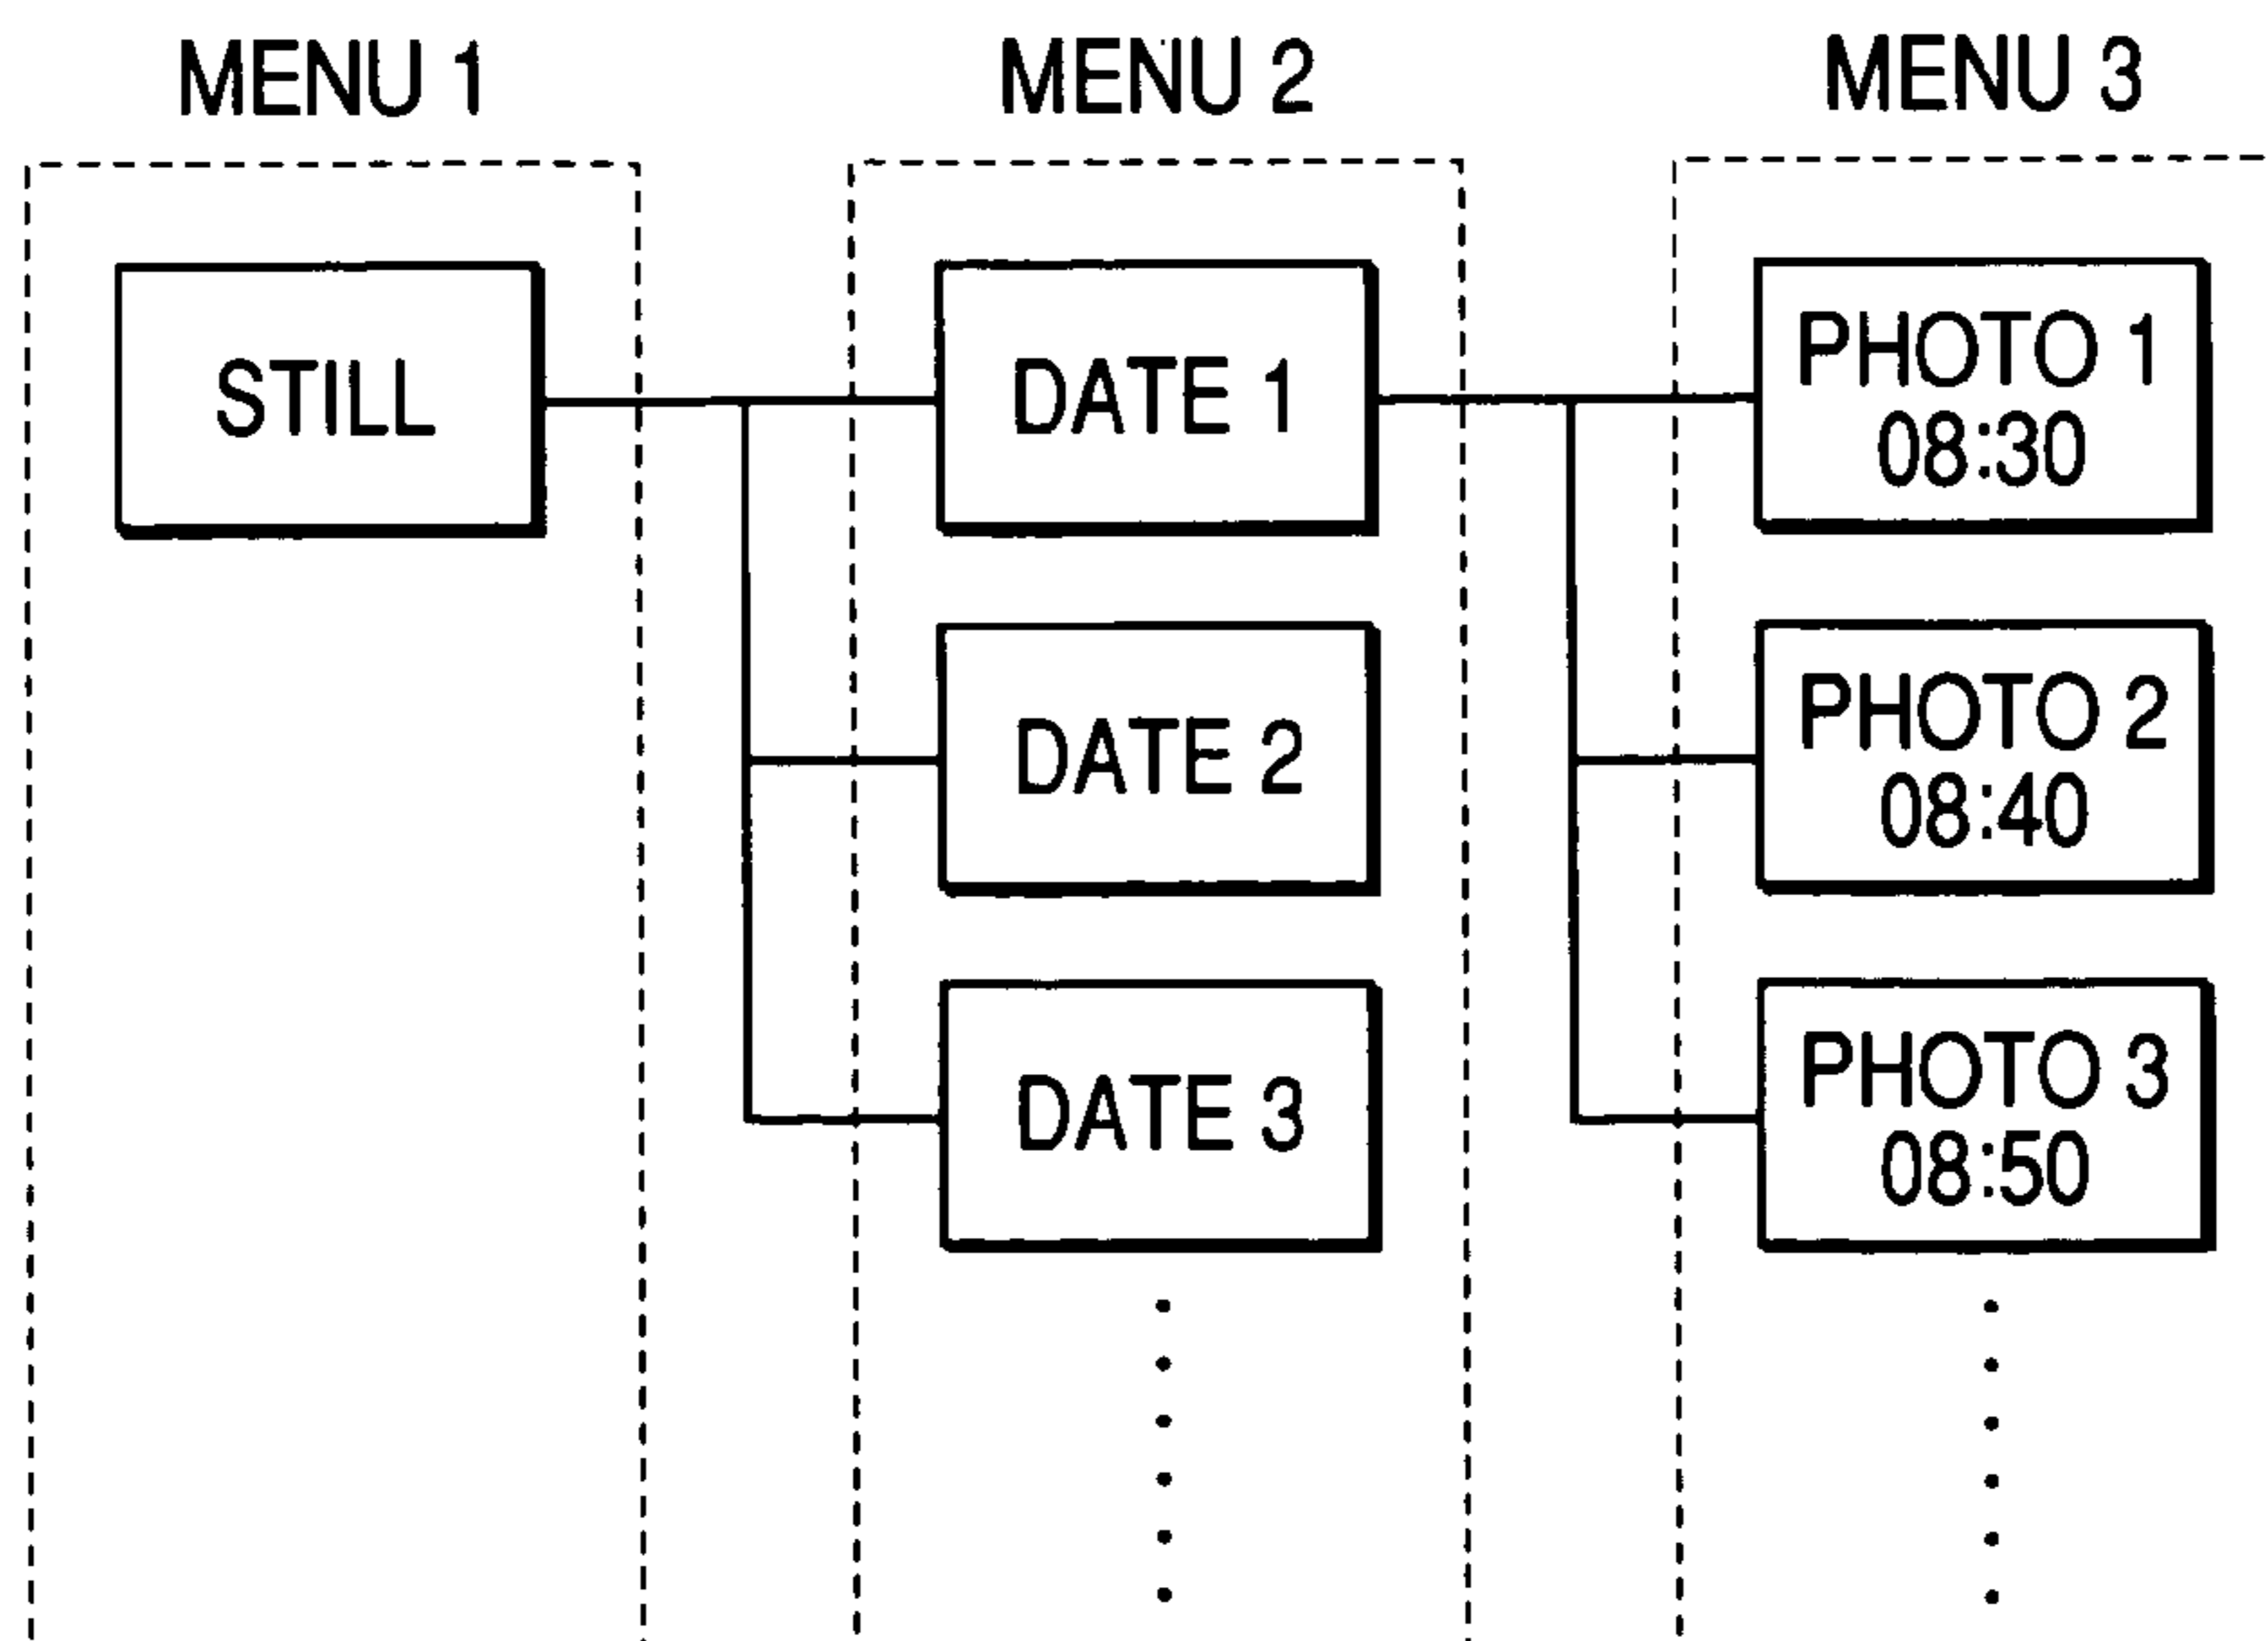 MENU 1
MENU 2
MENU 3
STILL
DATE 1
PHOTO 1
08:30
DATE 2
PHOTO 2
08:40
DATE 3
PHOTO 3
08:50